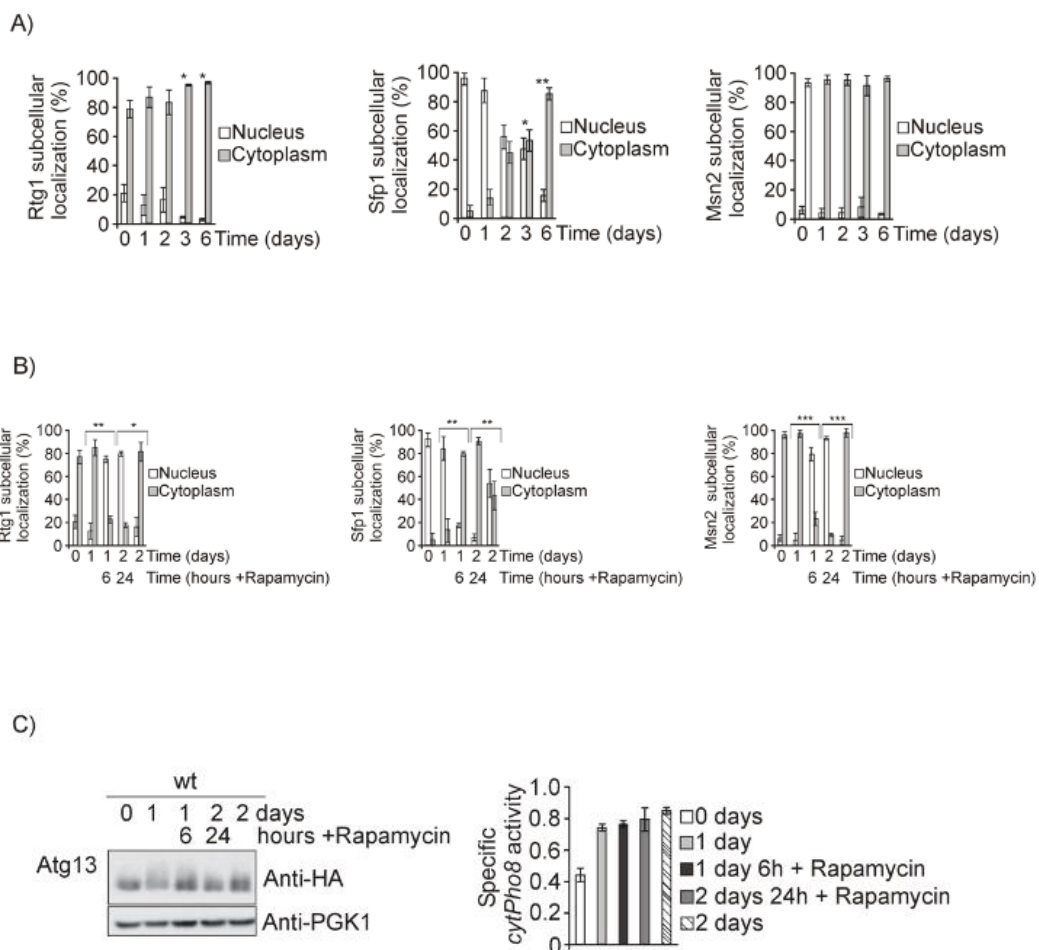 A)
Rtg1 subcellular
localization (%)
100
80
60
40
20
0
* *
Nucleus
Cytoplasm
0 1 2 3 6 Time (days)
Sfp1 subcellular
localization (%)
100
80
60
40
20
0
* **
Nucleus
Cytoplasm
0 1 2 3 6 Time (days)
Msn2 subcellular
localization (%)
100
80
60
40
20
0
Nucleus
Cytoplasm
0 1 2 3 6 Time (days)
B)
Rtg1 subcellular
localization (%)
100
80
60
40
20
0
** *
Nucleus
Cytoplasm
0 1 1 2 2 Time (days)
6 24 Time (hours +Rapamycin)
Sfp1 subcellular
localization (%)
100
80
60
40
20
0
** **
Nucleus
Cytoplasm
0 1 1 2 2 Time (days)
6 24 Time (hours +Rapamycin)
Msn2 subcellular
localization (%)
100
80
60
40
20
0
*** ***
Nucleus
Cytoplasm
0 1 1 2 2 Time (days)
6 24 Time (hours +Rapamycin)
C)
wt
0 1 1 2 2 days
6 24 hours +Rapamycin
Atg13
Anti-HA
Anti-PGK1
Specific
cytPho8 activity
1.0
0.8
0.6
0.4
0.2
0
0 days
1 day
1 day 6h + Rapamycin
2 days 24h + Rapamycin
2 days